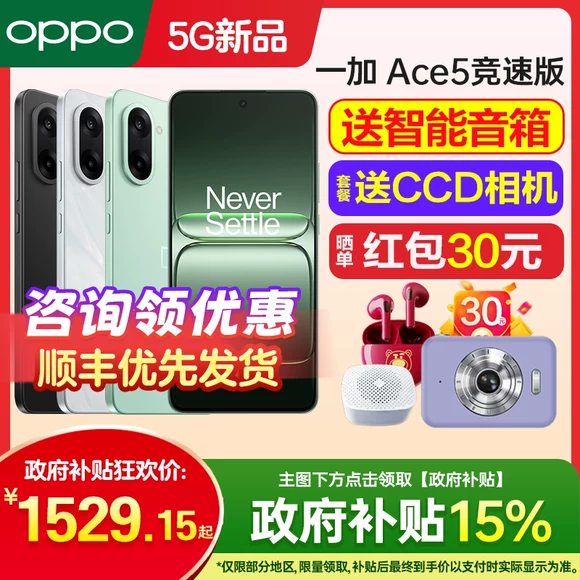 oppo
5G新品
一加 Ace5竞速版
送智能音箱
套餐 送CCD相机
晒单 红包30元
Never
Settle
30元
咨询领优惠
顺丰优先发货
政府补贴狂欢价:
¥1529.15起
主图下方点击领取【政府补贴】
政府补贴15%
*仅限部分地区,限量领取,补贴后最终到手价以支付时实际显示为准。